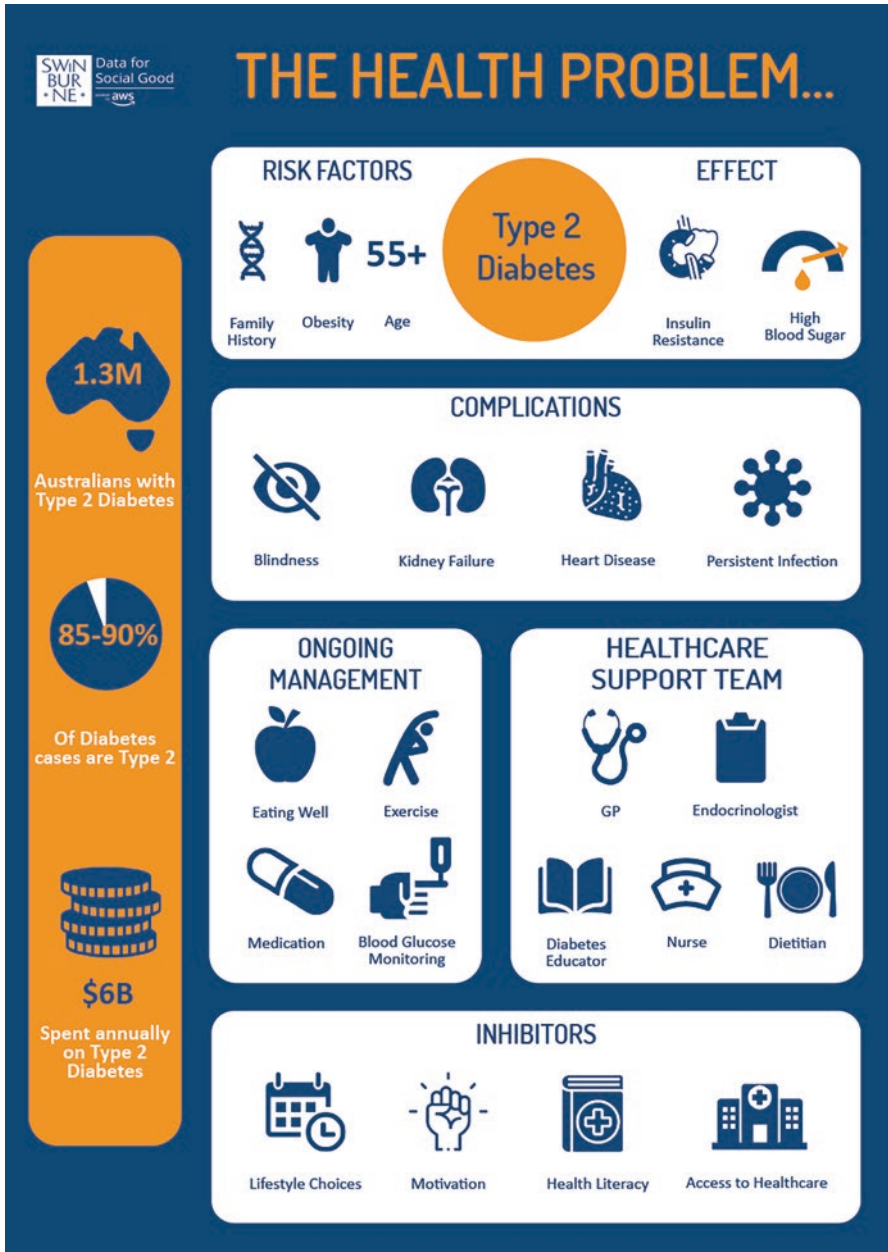 SWIN
BUR
• NE •
Data for
Social Good
aws
THE HEALTH PROBLEM...
RISK FACTORS
Family
History
Obesity
55+
Age
Type 2
Diabetes
EFFECT
Insulin
Resistance
High
Blood Sugar
1.3M
Australians with
Type 2 Diabetes
85-90%
Of Diabetes
cases are Type 2
$6B
Spent annually
on Type 2
Diabetes
COMPLICATIONS
Blindness
Kidney Failure
Heart Disease
Persistent Infection
ONGOING
MANAGEMENT
Eating Well
Exercise
Medication
Blood Glucose
Monitoring
HEALTHCARE
SUPPORT TEAM
GP
Endocrinologist
Diabetes
Educator
Nurse
Dietitian
INHIBITORS
Lifestyle Choices
Motivation
Health Literacy
Access to Healthcare